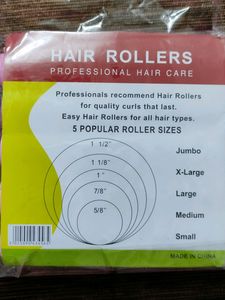 HAIR ROLLERS
PROFESSIONAL HAIR CARE
Professionals recommend Hair Rollers
for quality curls that last.
Easy Hair Rollers for all hair types.
5 POPULAR ROLLER SIZES
1 1/2" Jumbo
1 1/8" X-Large
1" Large
7/8" Medium
5/8" Small
MADE IN CHINA